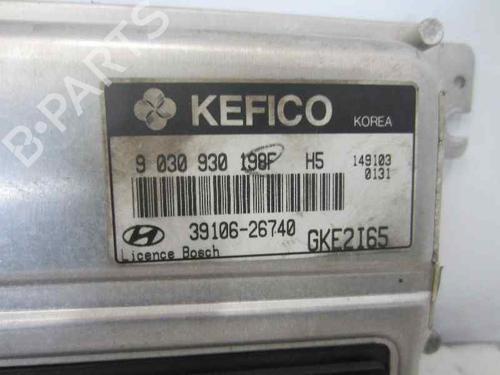 KEFICO
KOREA
9 030 930 198F H5 149103
0131
39106-26740 GKE2I65
Licence Bosch
B-PARTS